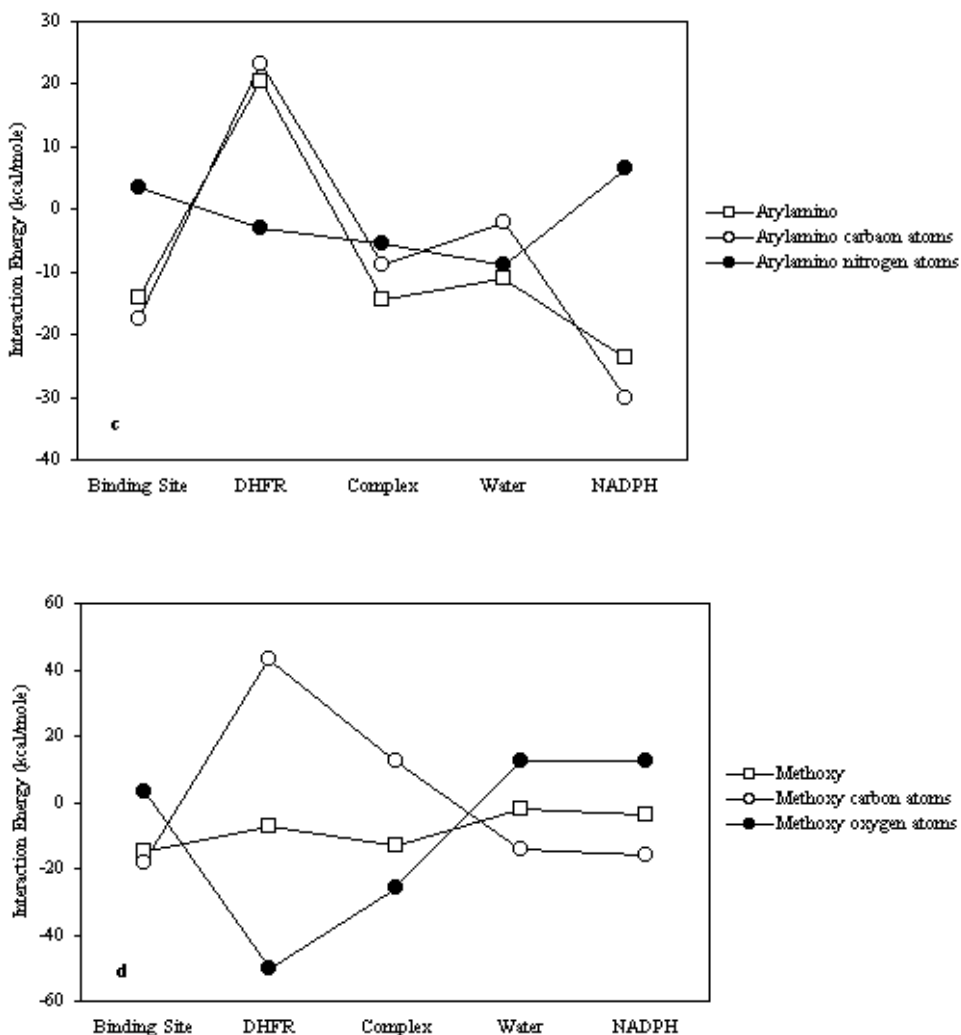 30
20
10
0
-10
-20
-30
-40
Interaction Energy (kcal/mole)
c
Binding Site DHFR Complex Water NADPH
Arylamino
Arylamino carbaon atoms
Arylamino nitrogen atoms
60
40
20
0
-20
-40
-60
Interaction Energy (kcal/mole)
d
Binding Site DHFR Complex Water NADPH
Methoxy
Methoxy carbon atoms
Methoxy oxygen atoms